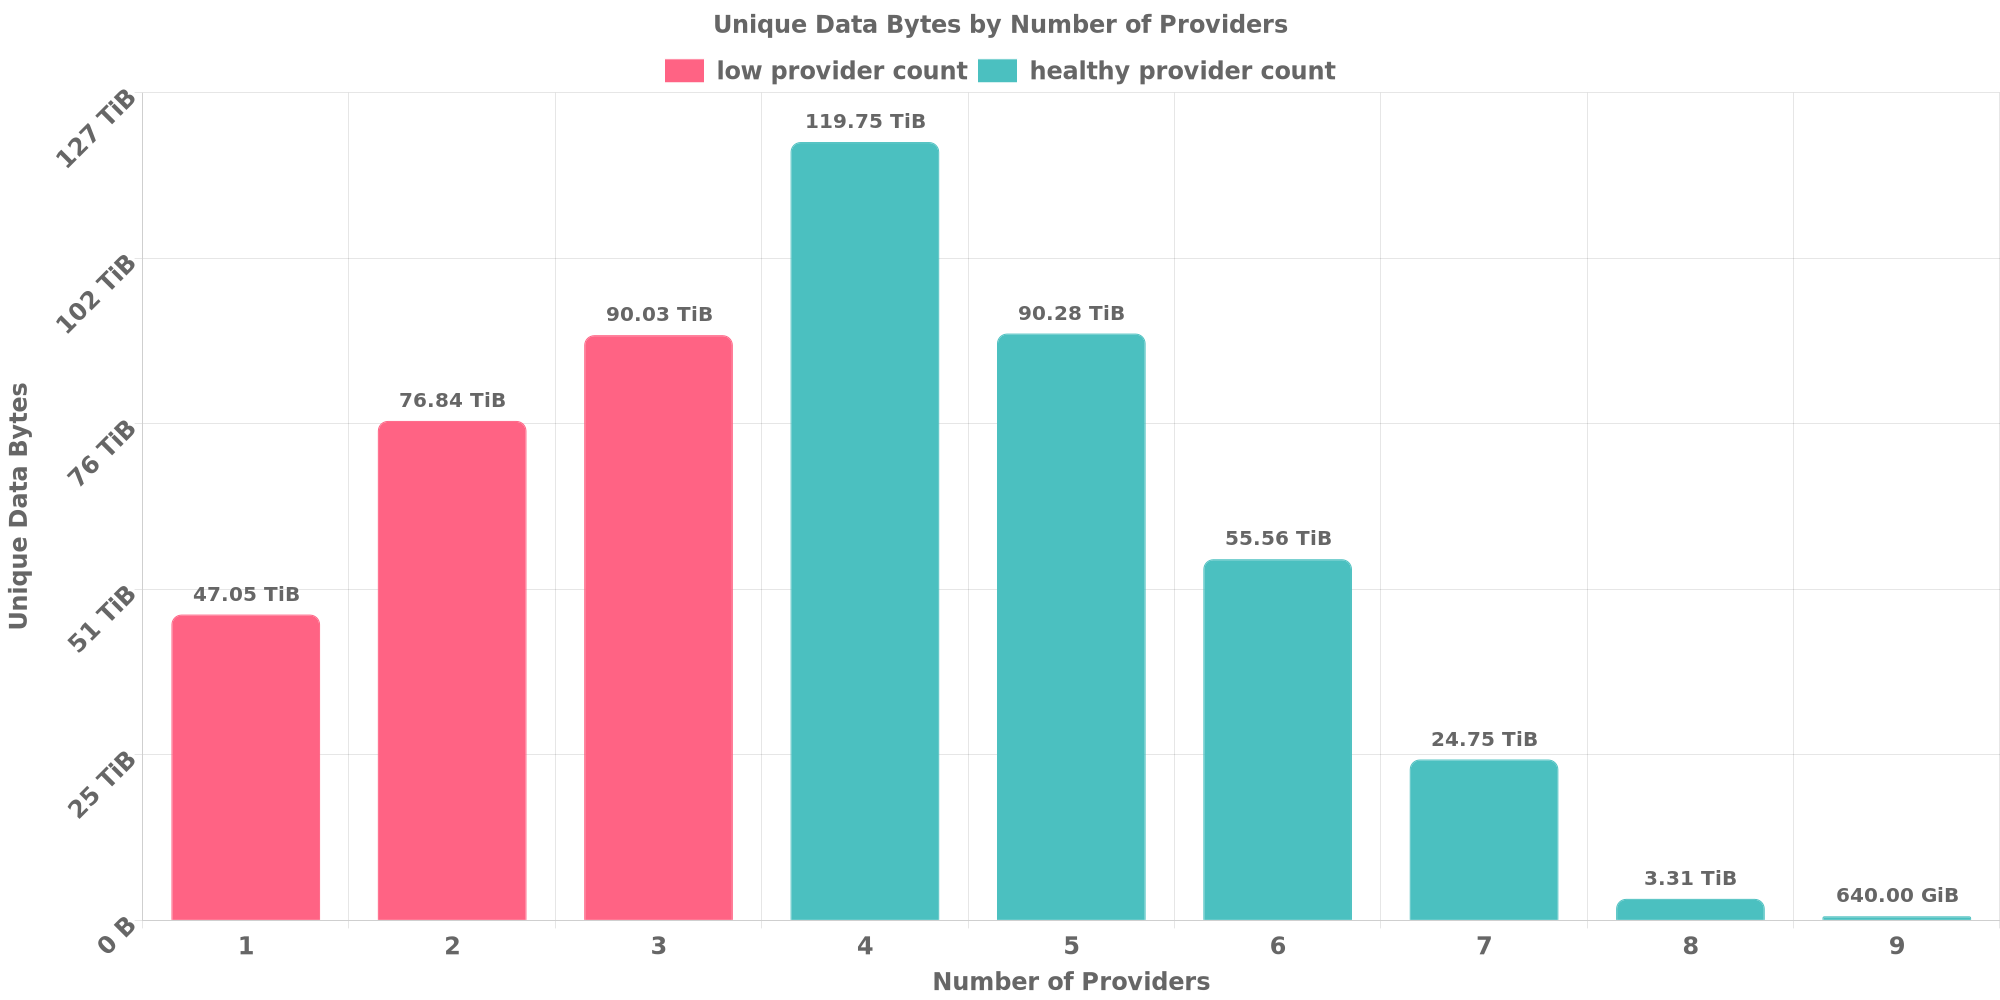 Unique Data Bytes by Number of Providers
low provider count healthy provider count
127 TiB
102 TiB
76 TiB
51 TiB
25 TiB
0 B
Unique Data Bytes
47.05 TiB
76.84 TiB
90.03 TiB
119.75 TiB
90.28 TiB
55.56 TiB
24.75 TiB
3.31 TiB
640.00 GiB
1 2 3 4 5 6 7 8 9
Number of Providers